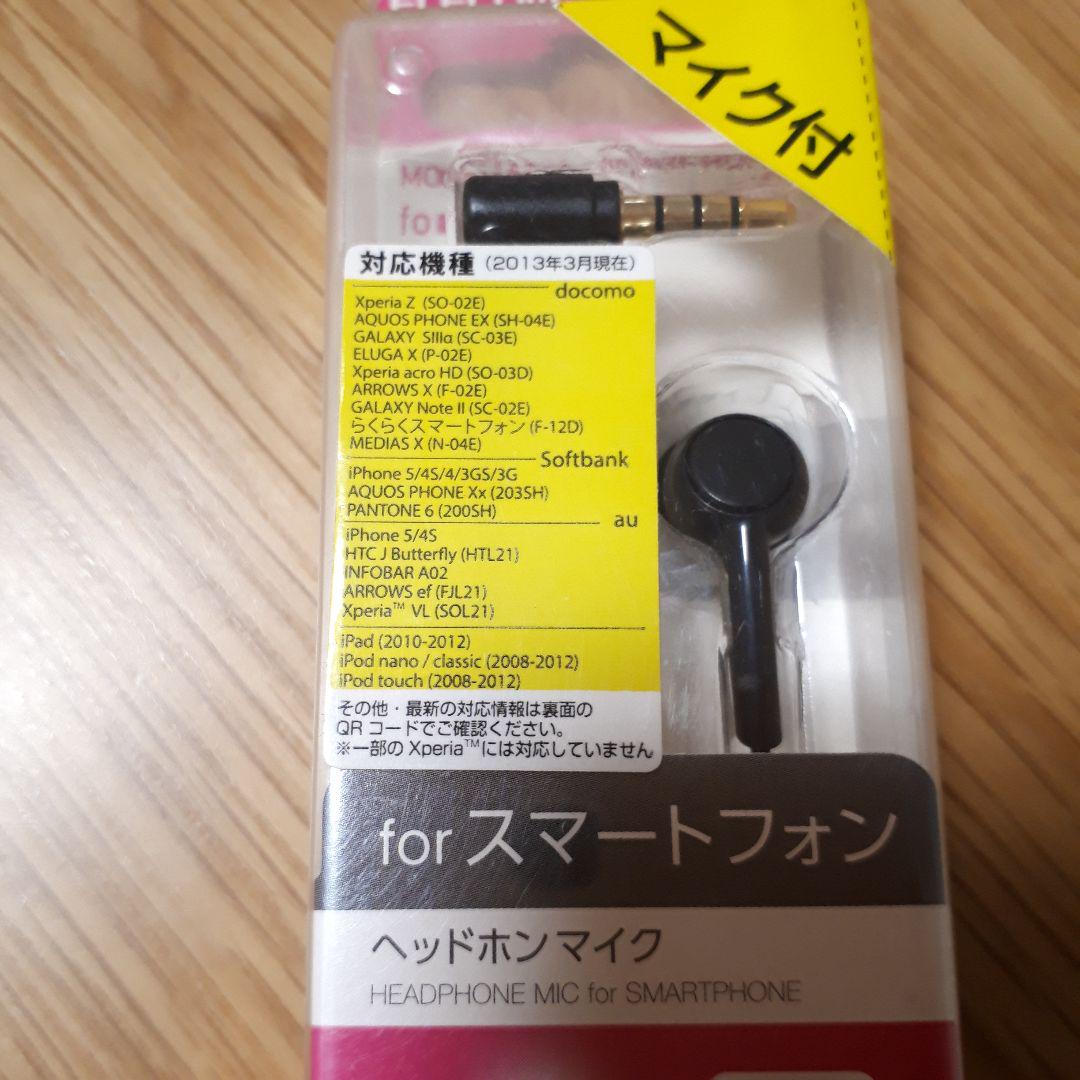 ELECOM
マイク付
for
対応機種(2013年3月現在)
docomo
Xperia Z (SO-02E)
AQUOS PHONE EX (SH-04E)
GALAXY SIIIα (SC-03E)
ELUGA X (P-02E)
Xperia acro HD (SO-03D)
ARROWS X (F-02E)
GALAXY Note II (SC-02E)
らくらくスマートフォン (F-12D)
MEDIAS X (N-04E)
Softbank
iPhone 5/4S/4/3GS/3G
AQUOS PHONE Xx (203SH)
PANTONE 6 (200SH)
au
iPhone 5/4S
HTC J Butterfly (HTL21)
INFOBAR A02
ARROWS ef (FJL21)
Xperia™ VL (SOL21)
iPad (2010-2012)
iPod nano / classic (2008-2012)
iPod touch (2008-2012)
その他・最新の対応情報は裏面の
QR コードでご確認ください。
※一部の Xperia™には対応していません
for スマートフォン
ヘッドホンマイク
HEADPHONE MIC for SMARTPHONE